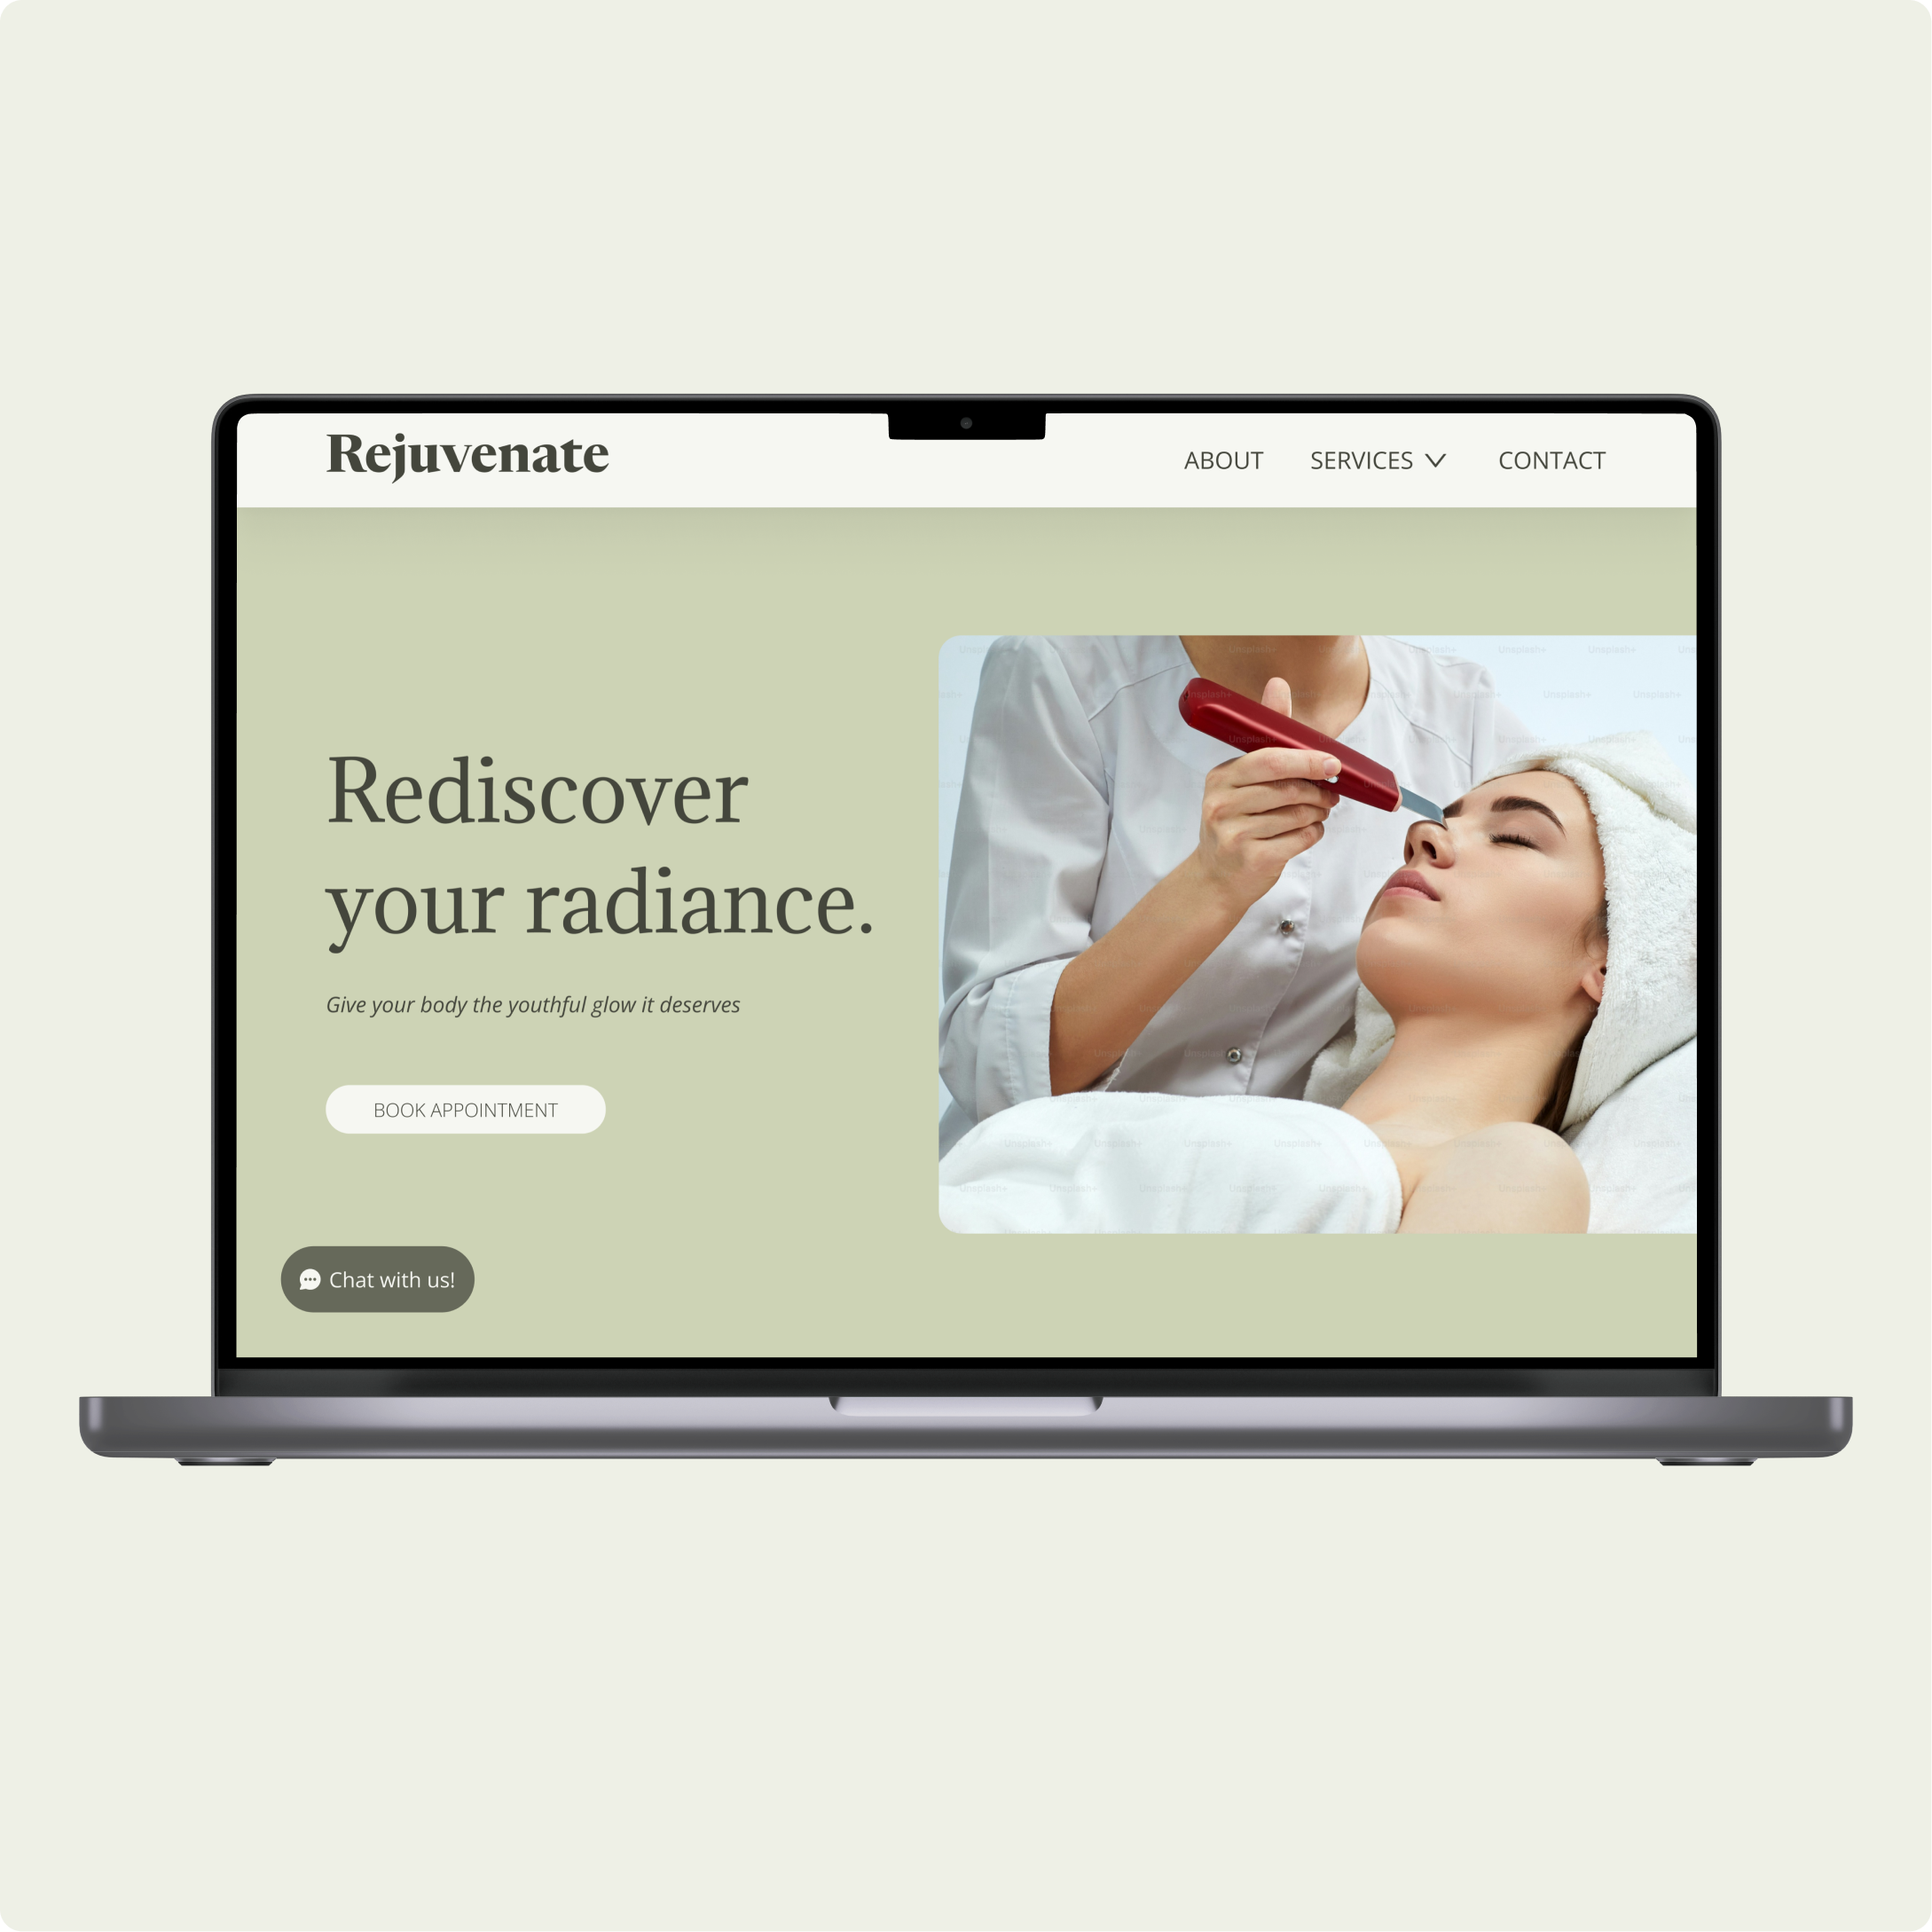 Rejuvenate
ABOUT
SERVICES
CONTACT
Rediscover
your radiance.
Give your body the youthful glow it deserves
BOOK APPOINTMENT
Chat with us!
Unsplash+